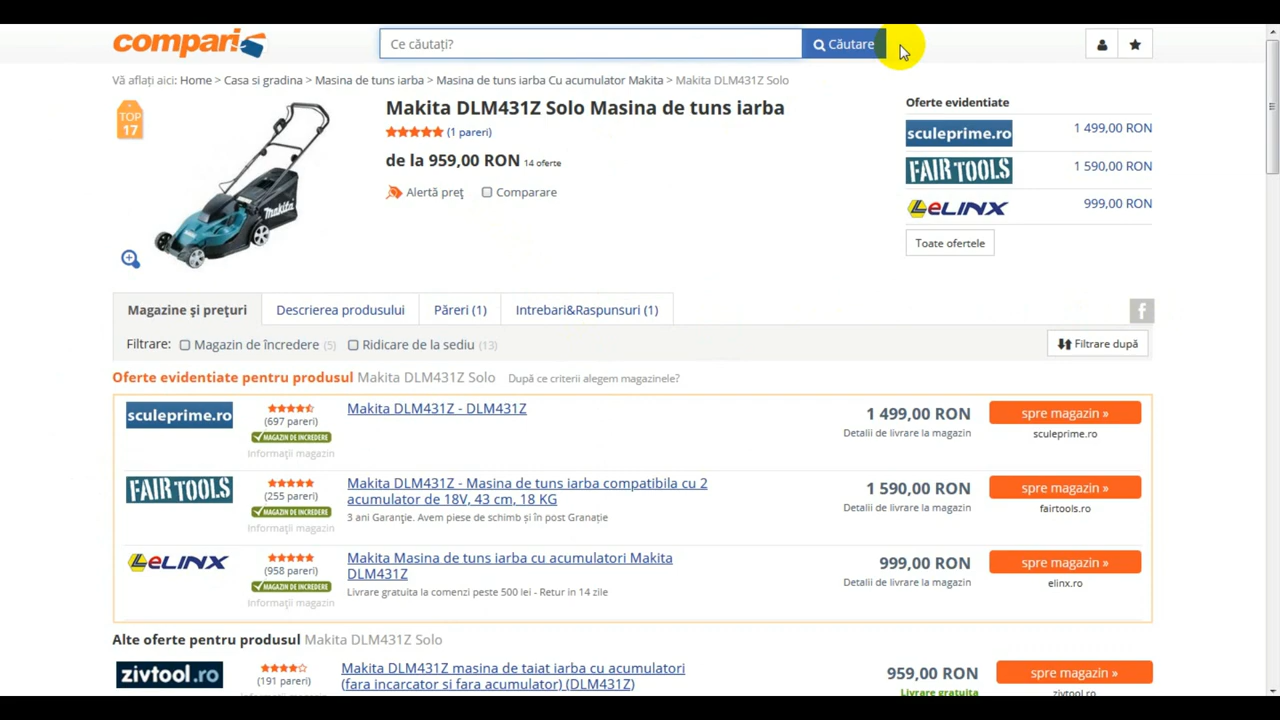 compari
Ce căutați?
Căutare
Vă aflați aici: Home > Casa si gradina > Masina de tuns iarba > Masina de tuns iarba Cu acumulator Makita > Makita DLM431Z Solo
TOP
17
makita
Makita DLM431Z Solo Masina de tuns iarba
(1 pareri)
de la 959,00 RON 14 oferte
Alertă preț
Comparare
Oferte evidentiate
sculeprime.ro
1 499,00 RON
FAIR TOOLS
1 590,00 RON
eLINX
999,00 RON
Toate ofertele
Magazine și prețuri
Descrierea produsului
Păreri (1)
Intrebari&Raspunsuri (1)
f
Filtrare:
Magazin de încredere (5)
Ridicare de la sediu (13)
Filtrare după
Oferte evidentiate pentru produsul Makita DLM431Z Solo
După ce criterii alegem magazinele?
sculeprime.ro
(697 pareri)
MAGAZIN DE INCREDERE
Informații magazin
Makita DLM431Z - DLM431Z
1 499,00 RON
Detalii de livrare la magazin
spre magazin »
sculeprime.ro
FAIR TOOLS
(255 pareri)
MAGAZIN DE INCREDERE
Informații magazin
Makita DLM431Z - Masina de tuns iarba compatibila cu 2
acumulator de 18V, 43 cm, 18 KG
3 ani Garanţie. Avem piese de schimb și în post Granație
1 590,00 RON
Detalii de livrare la magazin
spre magazin »
fairtools.ro
eLINX
(958 pareri)
MAGAZIN DE INCREDERE
Informații magazin
Makita Masina de tuns iarba cu acumulatori Makita
DLM431Z
Livrare gratuita la comenzi peste 500 lei - Retur in 14 zile
999,00 RON
Detalii de livrare la magazin
spre magazin »
elinx.ro
Alte oferte pentru produsul Makita DLM431Z Solo
zivtool.ro
(191 pareri)
Informații magazin
Makita DLM431Z masina de taiat iarba cu acumulatori
(fara incarcator si fara acumulator) (DLM431Z)
959,00 RON
Livrare gratuita
spre magazin »
zivtool.ro